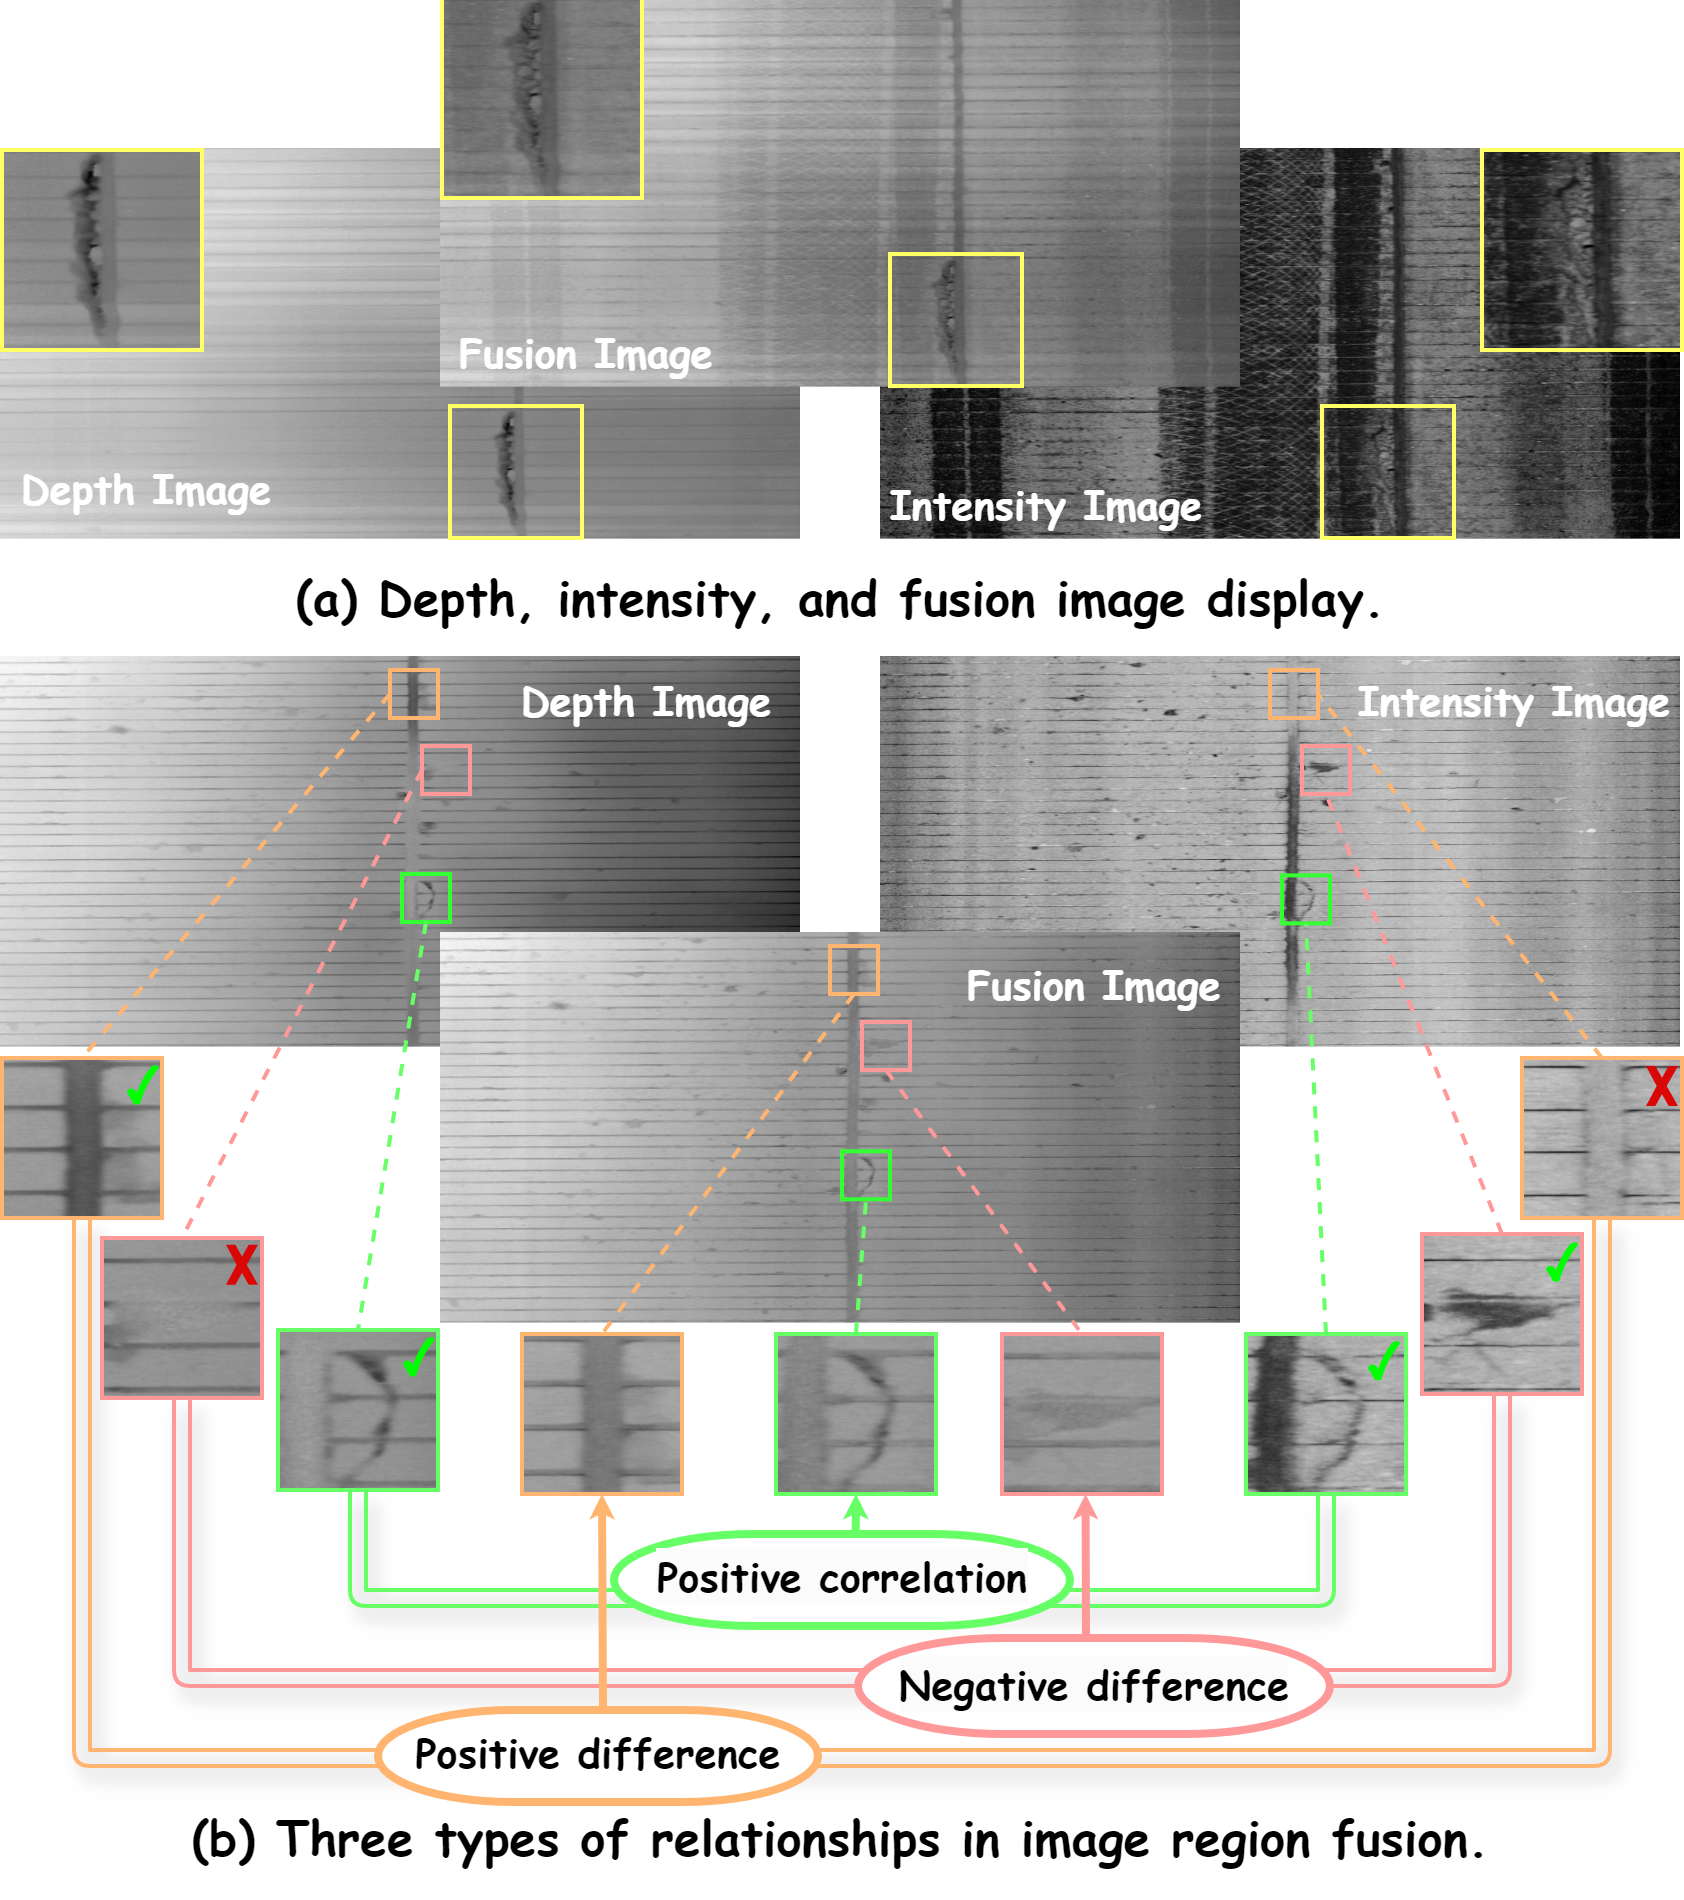 Fusion Image
Depth Image
Intensity Image
(a) Depth, intensity, and fusion image display.
Depth Image
Intensity Image
Fusion Image
✓
X
X
✓
✓
✓
Positive correlation
Negative difference
Positive difference
(b) Three types of relationships in image region fusion.